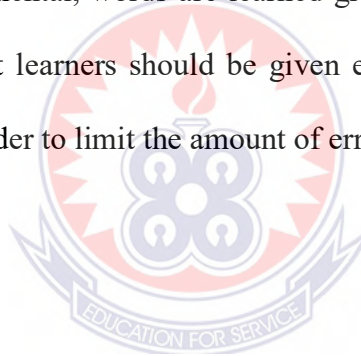 words are learned
learners should be given
to limit the amount of
EDUCATION FOR SERVICE